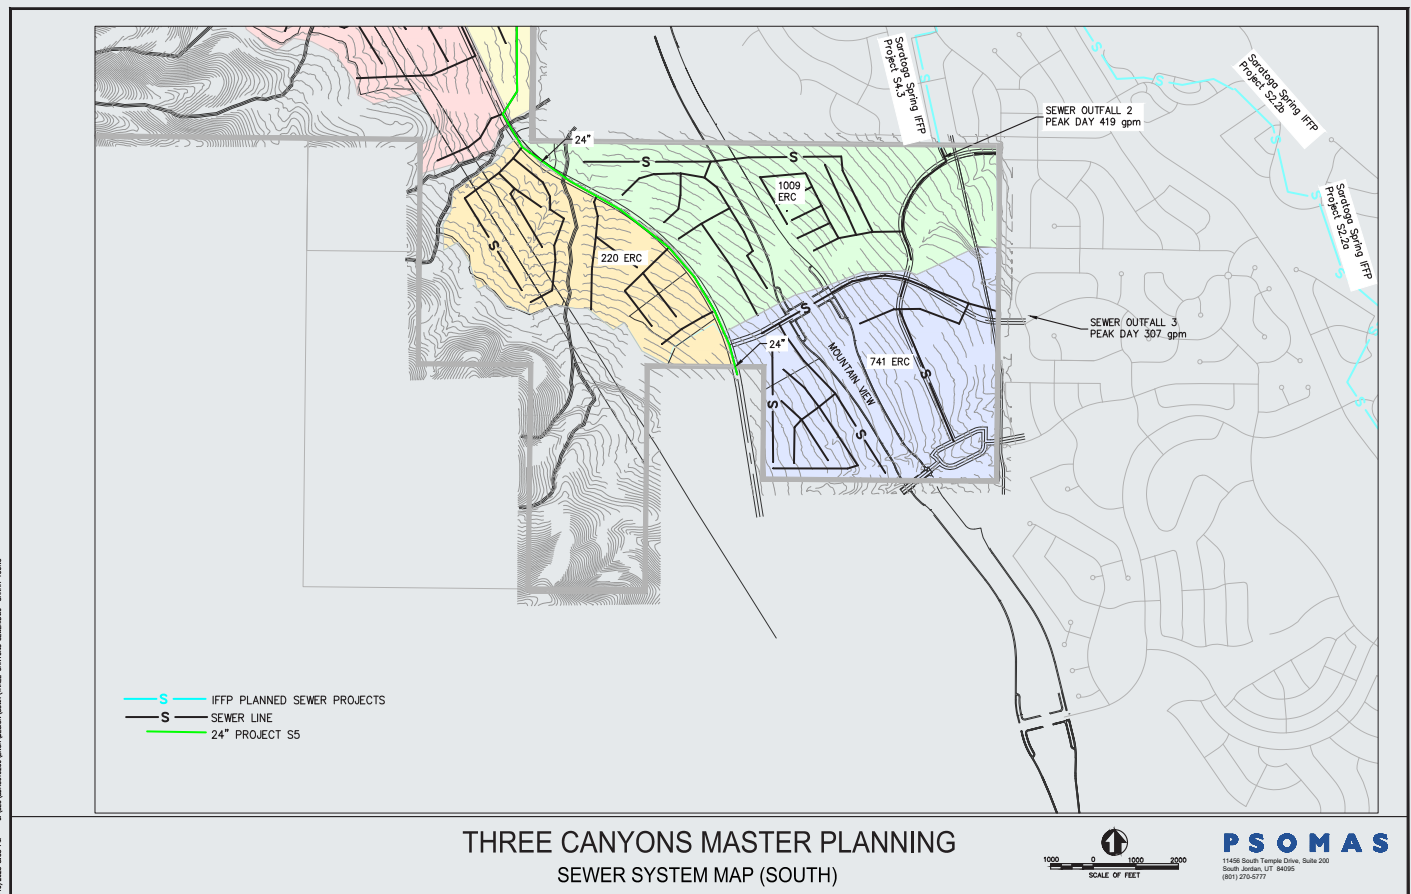 Saratoga Spring IFFP
Project S4.3
Saratoga Spring IFFP
Project S2.2b
Saratoga Spring IFFP
Project S2.2a
S
S
S
S
S
S
SEWER OUTFALL 2
PEAK DAY 419 gpm
24"
S
S
1009
ERC
S
220 ERC
S
SEWER OUTFALL 3
PEAK DAY 307 gpm
24"
MOUNTAIN VIEW
741 ERC
S
S
S
S IFFP PLANNED SEWER PROJECTS
S SEWER LINE
24" PROJECT S5
THREE CANYONS MASTER PLANNING
SEWER SYSTEM MAP (SOUTH)
1000 0 1000 2000
SCALE OF FEET
PSOMAS
11456 South Temple Drive, Suite 200
South Jordan, UT 84095
(801) 270-5777